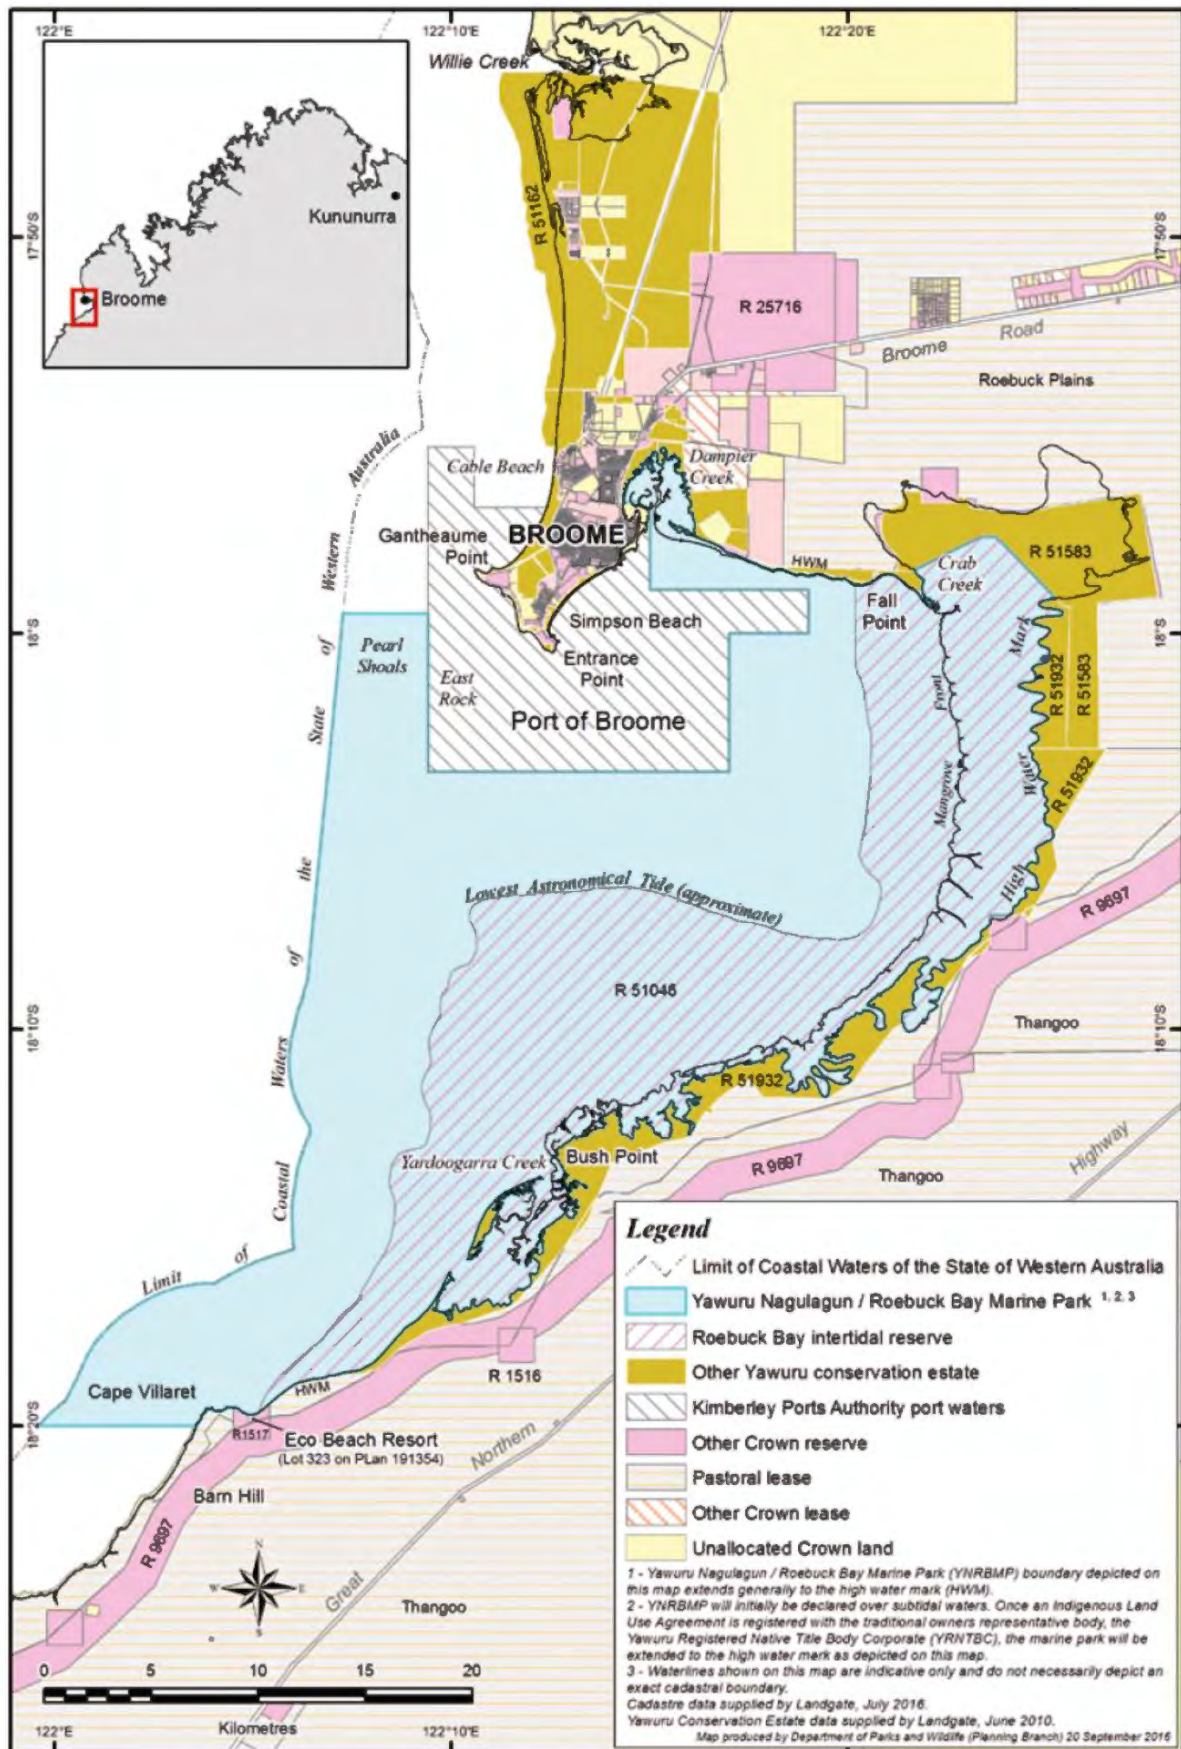 122°E
122°10'E
122°20'E
Willie Creek
Kununurra
Broome
17°50'S
17°50'S
R 51162
R 25716
Broome Road
Roebuck Plains
Cable Beach
Dampier
Creek
Gantheaume
Point
BROOME
HWM
R 51583
Crab
Creek
Fall
Point
Simpson Beach
Entrance
Point
Pearl
Shoals
East
Rock
Port of Broome
18°S
18°S
R 51932
R 51583
R 51932
Mangrove Front
High Water Mark
Limit of Coastal Waters of the State of Western Australia
Lowest Astronomical Tide (approximate)
R 9697
R 51046
18°10'S
18°10'S
Thangoo
R 51932
Yardoogarra Creek
Bush Point
R 9697
Thangoo
Highway
Cape Villaret
HWM
R 1516
18°20'S
18°20'S
R1517
Eco Beach Resort
(Lot 323 on PLan 191354)
Barn Hill
R 9697
Great Northern
Thangoo
N
W
E
S
0 5 10 15 20
Kilometres
122°E
122°10'E
Legend
Limit of Coastal Waters of the State of Western Australia
Yawuru Nagulagun / Roebuck Bay Marine Park 1, 2, 3
Roebuck Bay intertidal reserve
Other Yawuru conservation estate
Kimberley Ports Authority port waters
Other Crown reserve
Pastoral lease
Other Crown lease
Unallocated Crown land
1 - Yawuru Nagulagun / Roebuck Bay Marine Park (YNRBMP) boundary depicted on
this map extends generally to the high water mark (HWM).
2 - YNRBMP will initially be declared over subtidal waters. Once an Indigenous Land
Use Agreement is registered with the traditional owners representative body, the
Yawuru Registered Native Title Body Corporate (YRNTBC), the marine park will be
extended to the high water mark as depicted on this map.
3 - Waterlines shown on this map are indicative only and do not necessarily depict an
exact cadastral boundary.
Cadastre data supplied by Landgate, July 2016.
Yawuru Conservation Estate data supplied by Landgate, June 2010.
Map produced by Department of Parks and Wildlife (Planning Branch) 20 September 2016